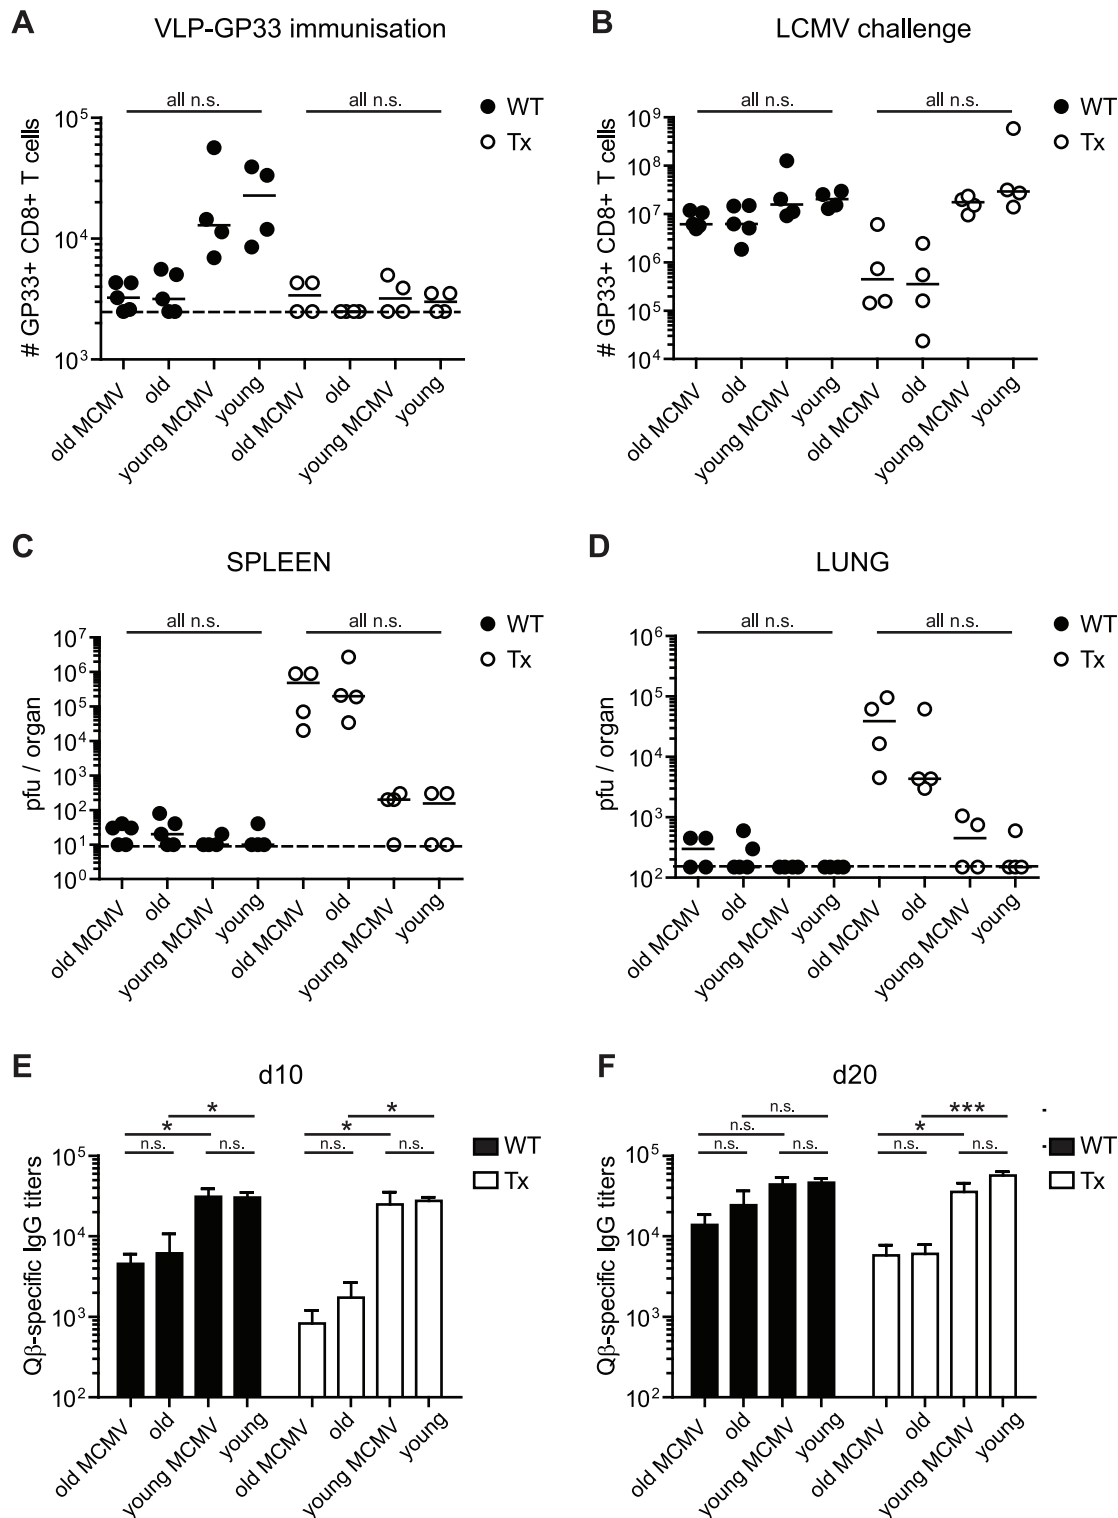 A
VLP-GP33 immunisation
all n.s.
all n.s.
WT
Tx
# GP33+ CD8+ T cells
10^5
10^4
10^3
old MCMV
old
young MCMV
young
old MCMV
old
young MCMV
young
B
LCMV challenge
all n.s.
all n.s.
WT
Tx
# GP33+ CD8+ T cells
10^9
10^8
10^7
10^6
10^5
10^4
old MCMV
old
young MCMV
young
old MCMV
old
young MCMV
young
C
SPLEEN
all n.s.
all n.s.
WT
Tx
pfu / organ
10^7
10^6
10^5
10^4
10^3
10^2
10^1
10^0
old MCMV
old
young MCMV
young
old MCMV
old
young MCMV
young
D
LUNG
all n.s.
all n.s.
WT
Tx
pfu / organ
10^6
10^5
10^4
10^3
10^2
old MCMV
old
young MCMV
young
old MCMV
old
young MCMV
young
E
d10
*
*
*
*
n.s.
n.s.
n.s.
n.s.
WT
Tx
Qβ-specific IgG titers
10^5
10^4
10^3
10^2
old MCMV
old
young MCMV
young
old MCMV
old
young MCMV
young
F
d20
n.s.
***
n.s.
*
n.s.
n.s.
n.s.
n.s.
WT
Tx
Qβ-specific IgG titers
10^5
10^4
10^3
10^2
old MCMV
old
young MCMV
young
old MCMV
old
young MCMV
young